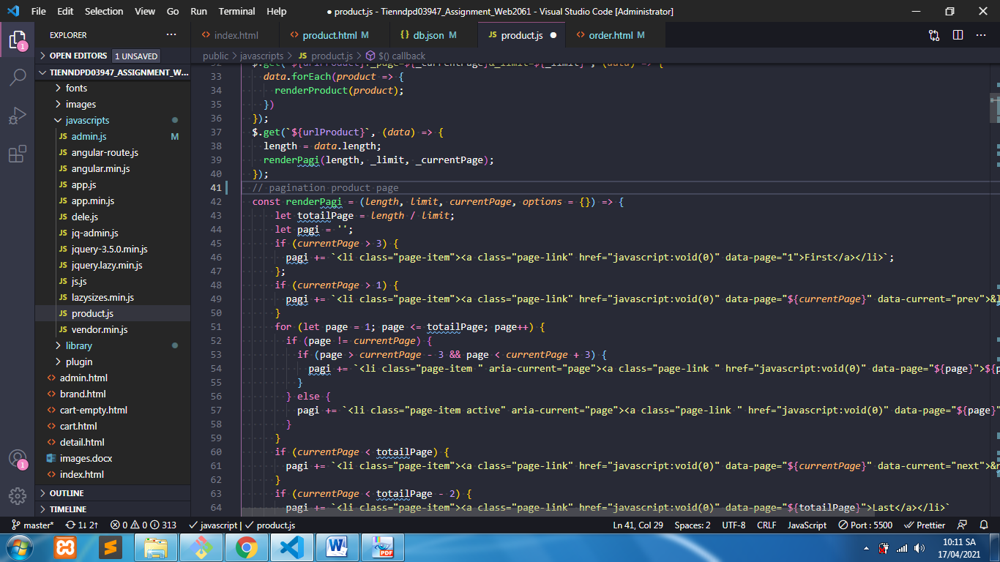 File Edit Selection View Go Run Terminal Help
● product.js - Tienndpd03947_Assignment_Web2061 - Visual Studio Code [Administrator]
EXPLORER
index.html
product.html M
{} db.json M
JS product.js ●
order.html M
OPEN EDITORS 1 UNSAVED
public > javascripts > JS product.js > $() callback
TIENNDPD03947_ASSIGNMENT_W...
fonts
images
javascripts
JS admin.js M
JS angular-route.js
JS angular.min.js
JS app.js
JS app.min.js
JS dele.js
JS jq-admin.js
JS jquery-3.5.0.min.js
JS jquery.lazy.min.js
JS js.js
JS lazysizes.min.js
JS product.js
JS vendor.min.js
library
plugin
admin.html
brand.html
cart-empty.html
cart.html
detail.html
images.docx
index.html
OUTLINE
TIMELINE
1
1
32 $.get(`${urlProduct}?_page=${_currentPage}&_limit=${_limit}`, (data) => {
33 data.forEach(product => {
34 renderProduct(product);
35 })
36 });
37 $.get(`${urlProduct}`, (data) => {
38 length = data.length;
39 renderPagi(length, _limit, _currentPage);
40 });
41 // pagination product page
42 const renderPagi = (length, limit, currentPage, options = {}) => {
43 let totailPage = length / limit;
44 let pagi = '';
45 if (currentPage > 3) {
46 pagi += `<li class="page-item"><a class="page-link" href="javascript:void(0)" data-page="1">First</a></li>`;
47 };
48 if (currentPage > 1) {
49 pagi += `<li class="page-item"><a class="page-link" href="javascript:void(0)" data-page="${currentPage}" data-current="prev">&l
50 }
51 for (let page = 1; page <= totailPage; page++) {
52 if (page != currentPage) {
53 if (page > currentPage - 3 && page < currentPage + 3) {
54 pagi += `<li class="page-item " aria-current="page"><a class="page-link " href="javascript:void(0)" data-page="${page}">${p
55 }
56 } else {
57 pagi += `<li class="page-item active" aria-current="page"><a class="page-link " href="javascript:void(0)" data-page="${page}"
58 }
59 }
60 if (currentPage < totailPage) {
61 pagi += `<li class="page-item"><a class="page-link" href="javascript:void(0)" data-page="${currentPage}" data-current="next">&r
62 }
63 if (currentPage < totailPage - 2) {
64 pagi += `<li class="page-item"><a class="page-link" href="javascript:void(0)" data-page="${totailPage}">Last</a></li>`
master* 1↓ 2↑ 0 0 313 javascript | product.js
Ln 41, Col 29 Spaces: 2 UTF-8 CRLF JavaScript Port : 5500 Prettier
W PDF
10:11 SA
17/04/2021